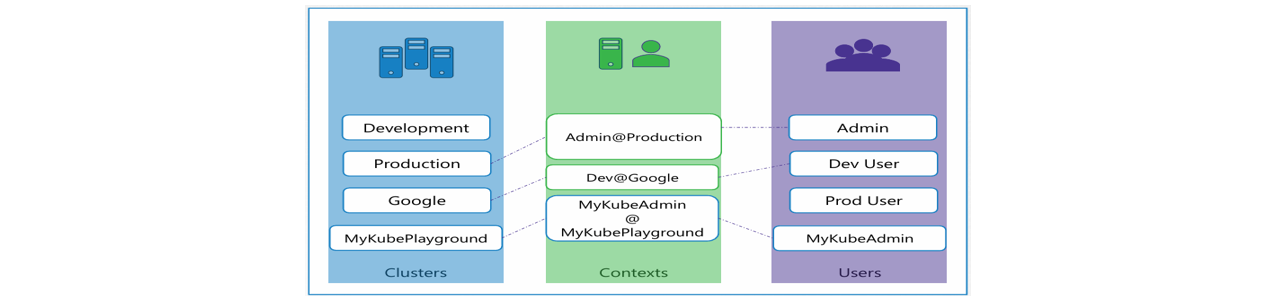 Development
Production
Google
MyKubePlayground
Clusters
Admin@Production
Dev@Google
MyKubeAdmin
@
MyKubePlayground
Contexts
Admin
Dev User
Prod User
MyKubeAdmin
Users